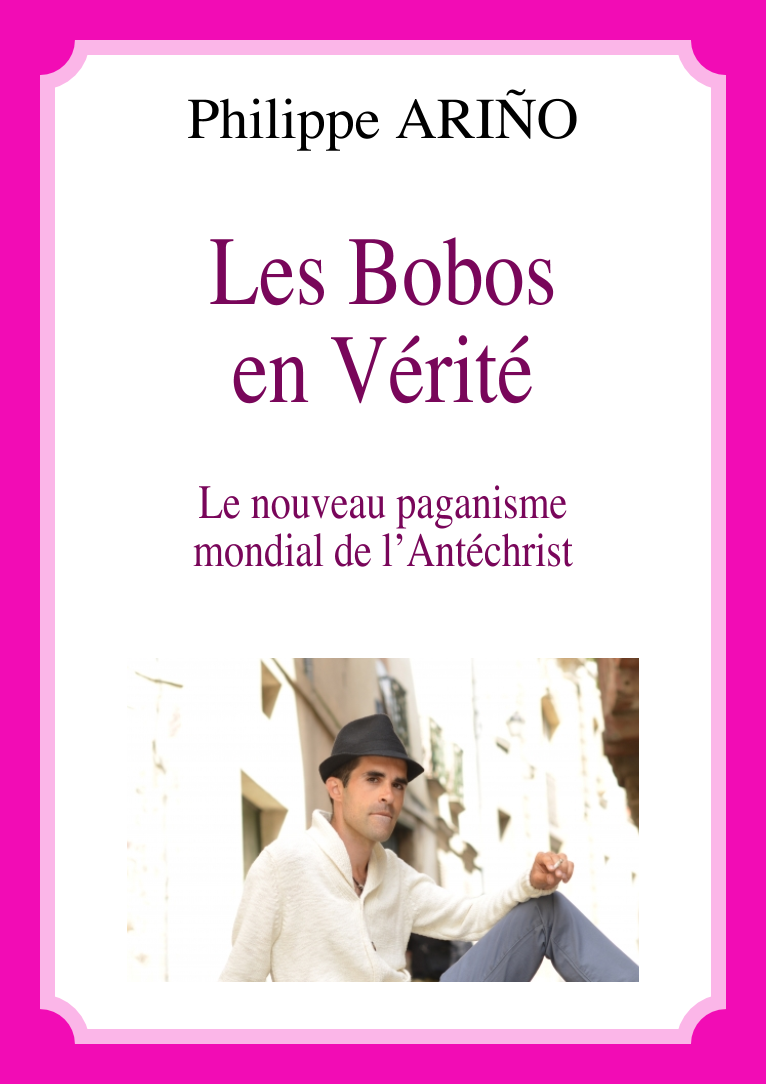 Philippe ARIÑO
Les Bobos
en Vérité
Le nouveau paganisme
mondial de l’Antéchrist